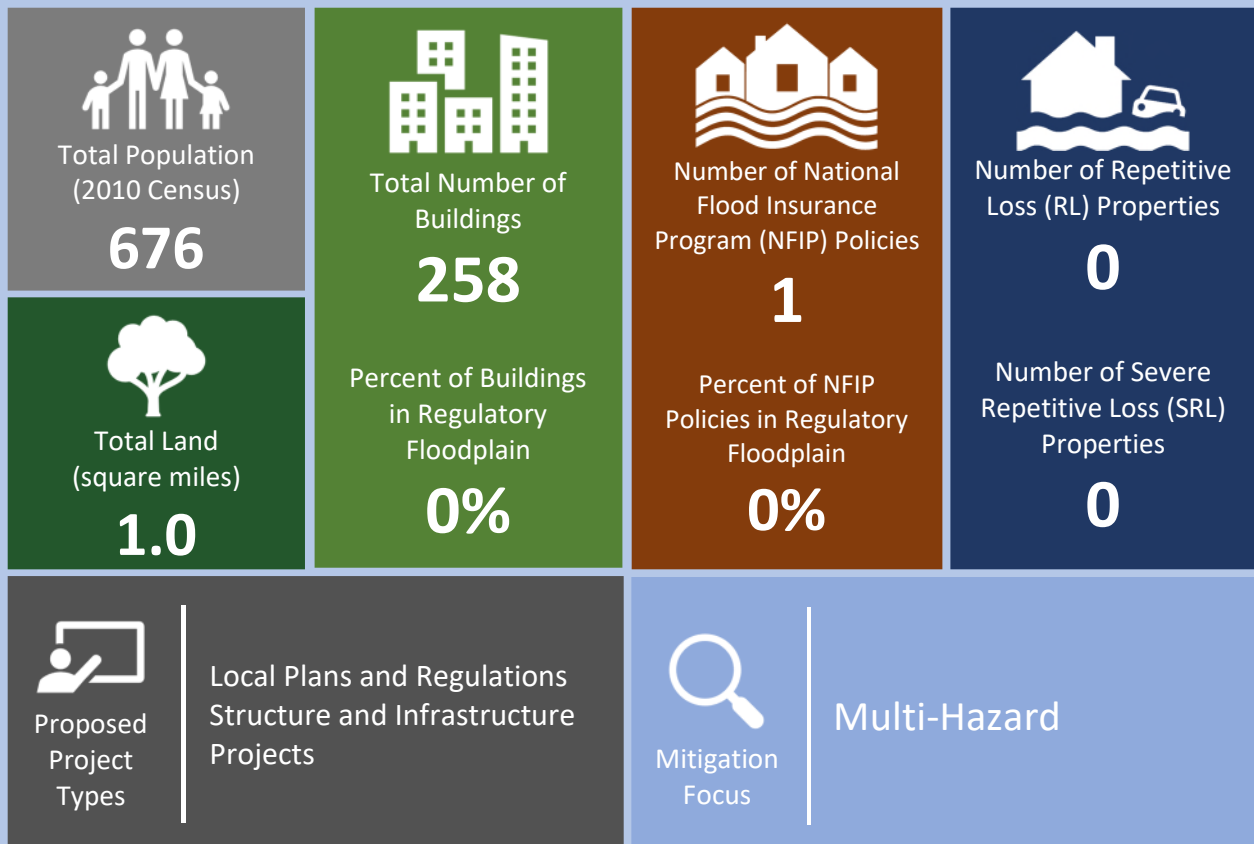 Total Population
(2010 Census)
676
Total Land
(square miles)
1.0
Total Number of
Buildings
258
Percent of Buildings
in Regulatory
Floodplain
0%
Number of National
Flood Insurance
Program (NFIP) Policies
1
Percent of NFIP
Policies in Regulatory
Floodplain
0%
Number of Repetitive
Loss (RL) Properties
0
Number of Severe
Repetitive Loss (SRL)
Properties
0
Proposed
Project
Types
Local Plans and Regulations
Structure and Infrastructure
Projects
Mitigation
Focus
Multi-Hazard